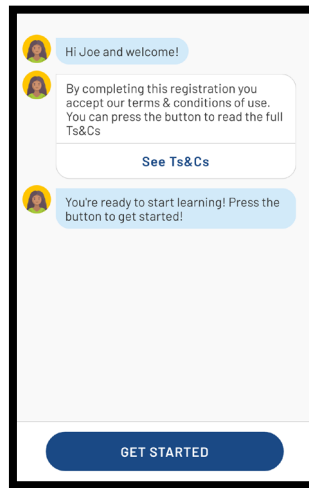 Hi Joe and welcome!
By completing this registration you
accept our terms & conditions of use.
You can press the button to read the full
Ts&Cs
See Ts&Cs
You're ready to start learning! Press the
button to get started!
GET STARTED